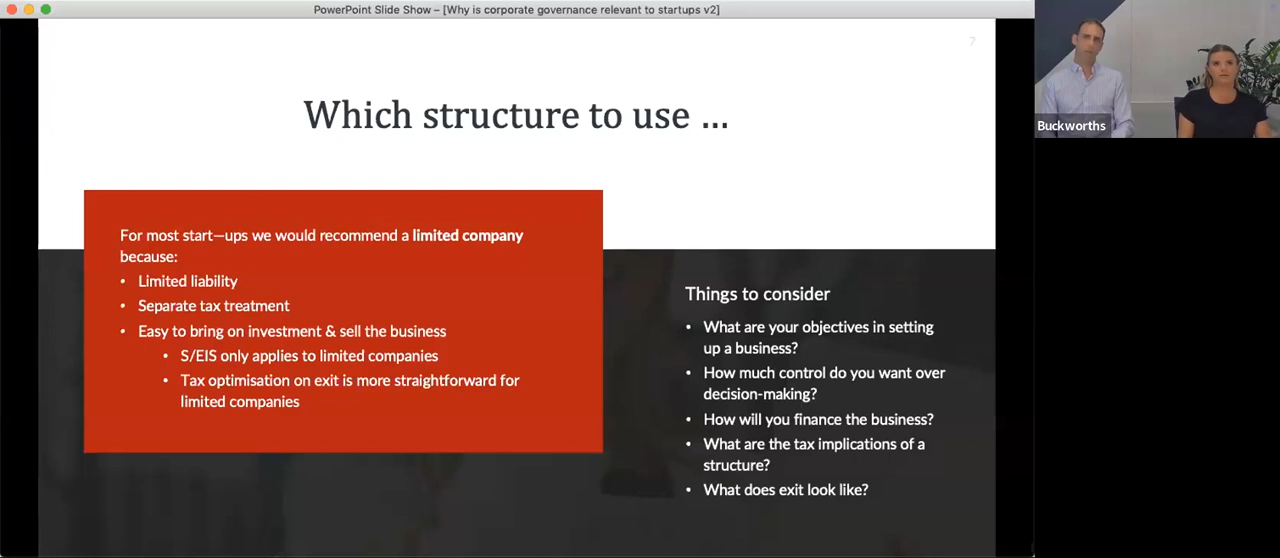 PowerPoint Slide Show – [Why is corporate governance relevant to startups v2]
7
Which structure to use ...
For most start—ups we would recommend a limited company
because:
• Limited liability
• Separate tax treatment
• Easy to bring on investment & sell the business
• S/EIS only applies to limited companies
• Tax optimisation on exit is more straightforward for
limited companies
Things to consider
• What are your objectives in setting
up a business?
• How much control do you want over
decision-making?
• How will you finance the business?
• What are the tax implications of a
structure?
• What does exit look like?
Buckworths